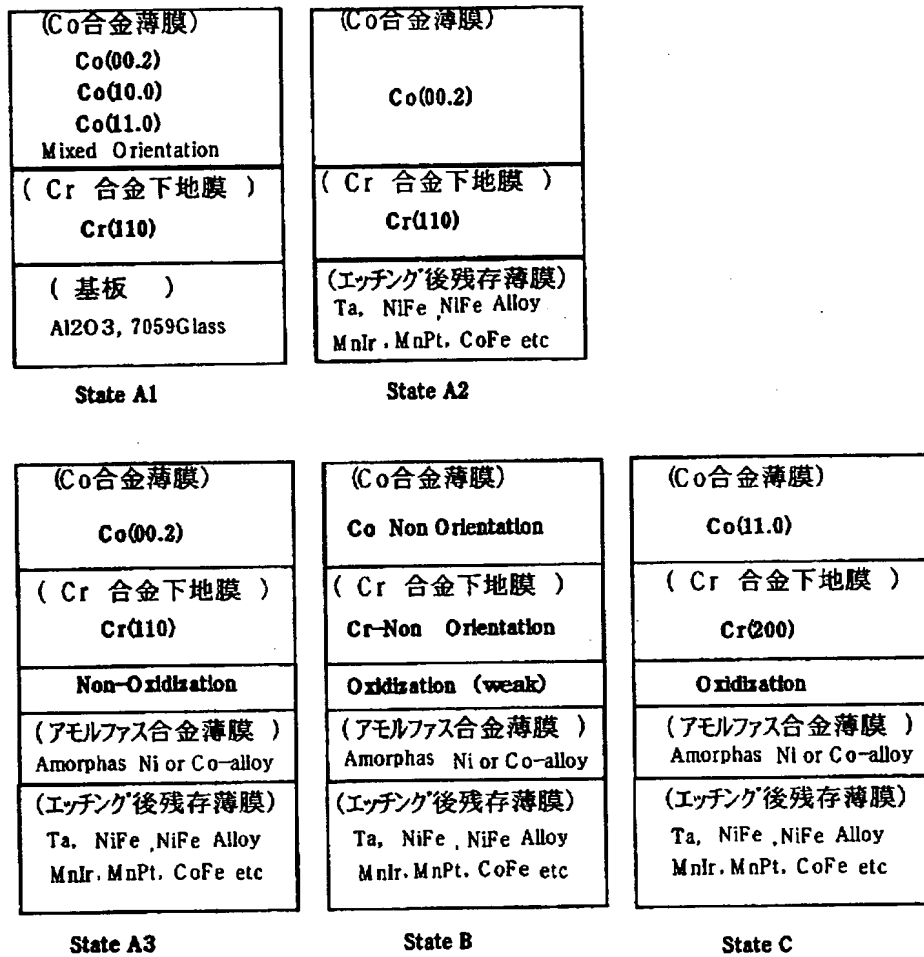 (Co合金薄膜)
Co(00.2)
Co(10.0)
Co(11.0)
Mixed Orientation
( Cr 合金下地膜 )
Cr(110)
( 基板 )
Al2O3, 7059Glass
State A1
(Co合金薄膜)
Co(00.2)
( Cr 合金下地膜 )
Cr(110)
(エッチング後残存薄膜)
Ta, NiFe ,NiFe Alloy
MnIr, MnPt, CoFe etc
State A2
(Co合金薄膜)
Co(00.2)
( Cr 合金下地膜 )
Cr(110)
Non-Oxidization
(アモルファス合金薄膜 )
Amorphas Ni or Co-alloy
(エッチング後残存薄膜)
Ta, NiFe ,NiFe Alloy
MnIr, MnPt, CoFe etc
State A3
(Co合金薄膜)
Co Non Orientation
( Cr 合金下地膜 )
Cr-Non Orientation
Oxidization (weak)
(アモルファス合金薄膜 )
Amorphas Ni or Co-alloy
(エッチング後残存薄膜)
Ta, NiFe , NiFe Alloy
MnIr, MnPt, CoFe etc
State B
(Co合金薄膜)
Co(11.0)
( Cr 合金下地膜 )
Cr(200)
Oxidization
(アモルファス合金薄膜 )
Amorphas Ni or Co-alloy
(エッチング後残存薄膜)
Ta, NiFe ,NiFe Alloy
MnIr, MnPt, CoFe etc
State C